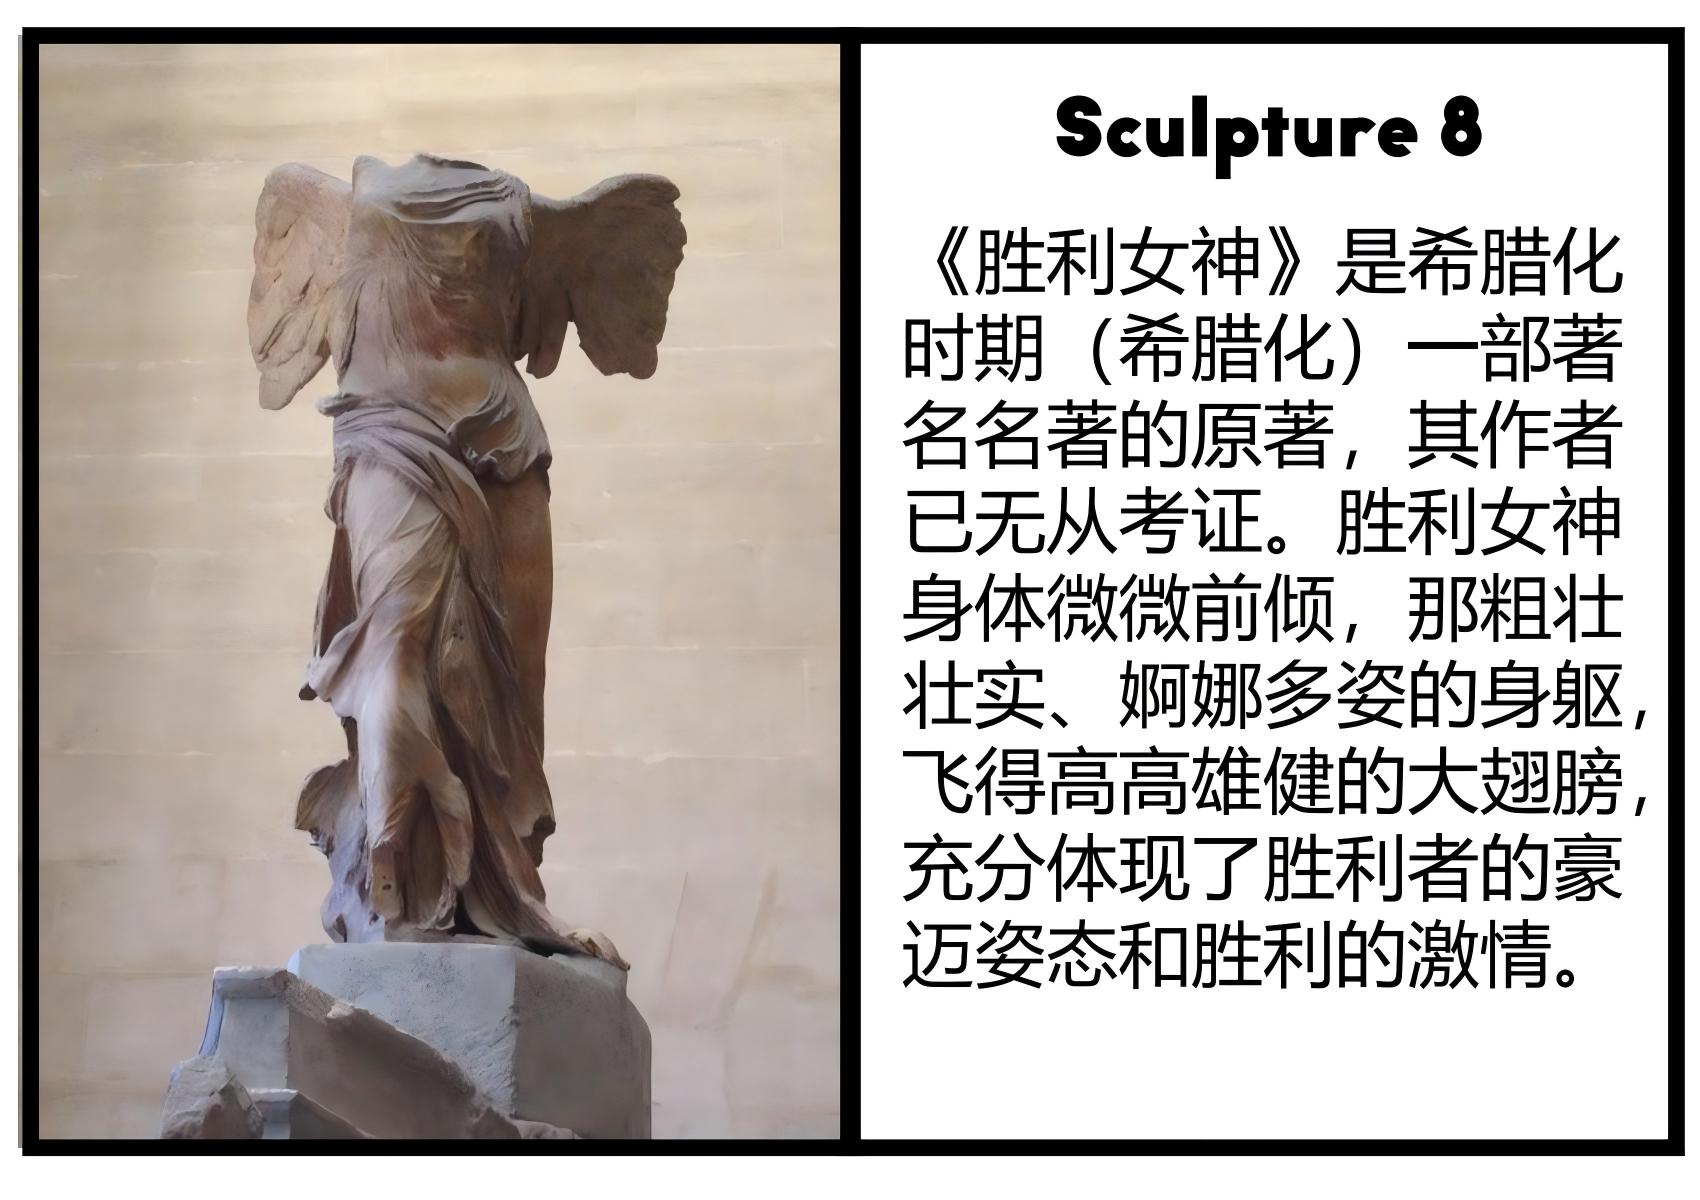 Sculpture 8
《胜利女神》是希腊化
时期（希腊化）一部著
名名著的原著，其作者
已无从考证。胜利女神
身体微微前倾，那粗壮
壮实、婀娜多姿的身躯，
飞得高高雄健的大翅膀，
充分体现了胜利者的豪
迈姿态和胜利的激情。